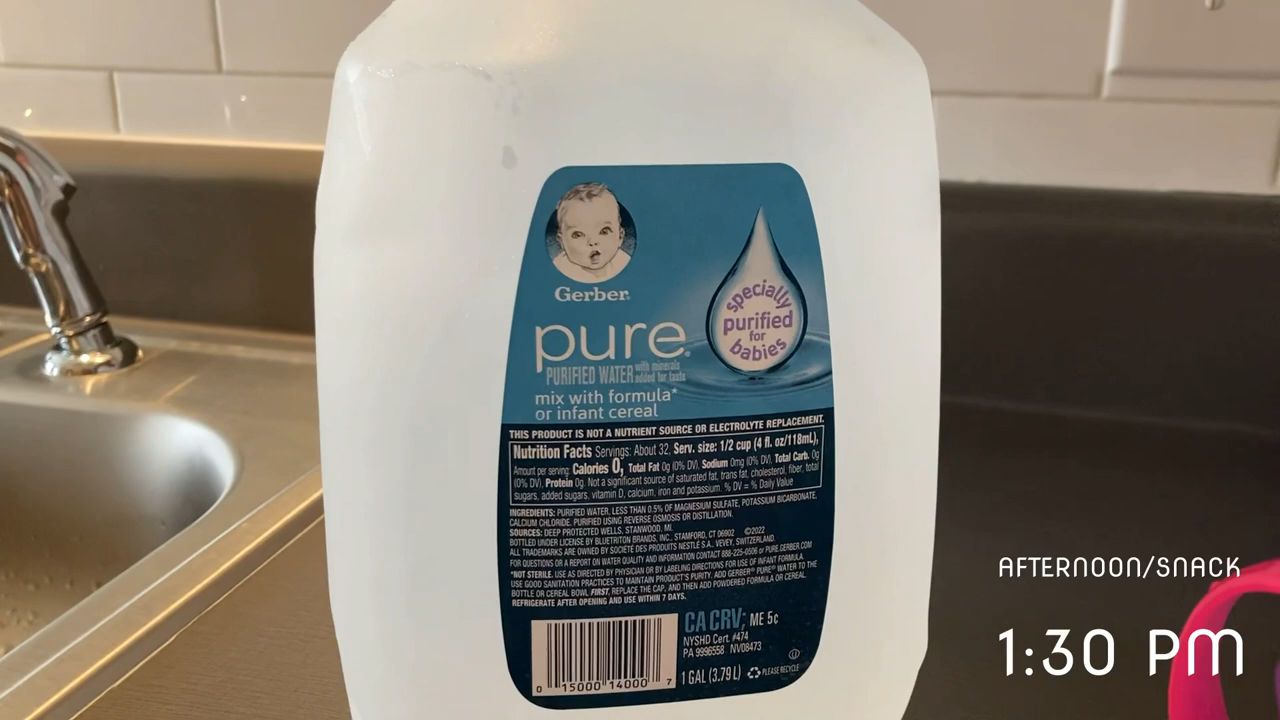 Gerber®
pure®
PURIFIED WATER with minerals
added for taste
mix with formula*
or infant cereal
specially
purified
for
babies
THIS PRODUCT IS NOT A NUTRIENT SOURCE OR ELECTROLYTE REPLACEMENT.
Nutrition Facts Servings: About 32, Serv. size: 1/2 cup (4 fl. oz/118mL),
Amount per serving: Calories 0, Total Fat 0g (0% DV), Sodium 0mg (0% DV), Total Carb. 0g
(0% DV), Protein 0g. Not a significant source of saturated fat, trans fat, cholesterol, fiber, total
sugars, added sugars, vitamin D, calcium, iron and potassium. % DV = % Daily Value
INGREDIENTS: PURIFIED WATER, LESS THAN 0.5% OF MAGNESIUM SULFATE, POTASSIUM BICARBONATE,
CALCIUM CHLORIDE. PURIFIED USING REVERSE OSMOSIS OR DISTILLATION.
SOURCES: DEEP PROTECTED WELLS, STANWOOD, MI.
BOTTLED UNDER LICENSE BY BLUETRITON BRANDS, INC., STAMFORD, CT 06902 ©2022
ALL TRADEMARKS ARE OWNED BY SOCIÉTÉ DES PRODUITS NESTLÉ S.A., VEVEY, SWITZERLAND.
FOR QUESTIONS OR A REPORT ON WATER QUALITY AND INFORMATION CONTACT 888-225-0506 or PURE.GERBER.COM
*NOT STERILE. USE AS DIRECTED BY PHYSICIAN OR BY LABELING DIRECTIONS FOR USE OF INFANT FORMULA.
USE GOOD SANITATION PRACTICES TO MAINTAIN PRODUCT'S PURITY. ADD GERBER® PURE® WATER TO THE
BOTTLE OR CEREAL BOWL FIRST, REPLACE THE CAP, AND THEN ADD POWDERED FORMULA OR CEREAL.
REFRIGERATE AFTER OPENING AND USE WITHIN 7 DAYS.
CA CRV; ME 5¢
NYSHD Cert. #474
PA 9996558 NV08473
1 GAL (3.79 L) PLEASE RECYCLE
0 15000 14000 7
AFTERNOON/SNACK
1:30 PM